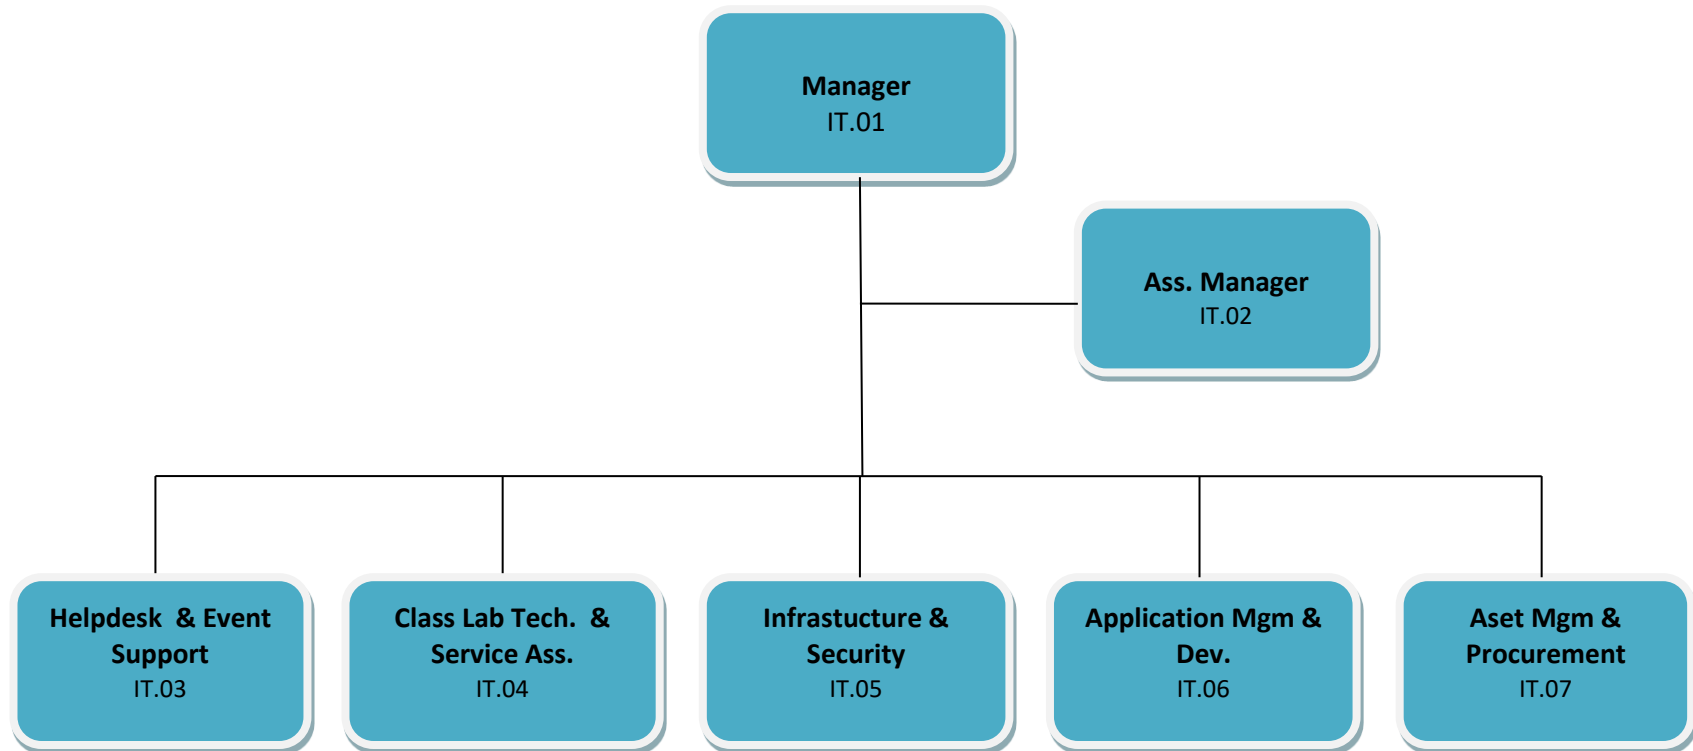 Manager
IT.01
Ass. Manager
IT.02
Helpdesk & Event
Support
IT.03
Class Lab Tech. &
Service Ass.
IT.04
Infrastucture &
Security
IT.05
Application Mgm &
Dev.
IT.06
Aset Mgm &
Procurement
IT.07